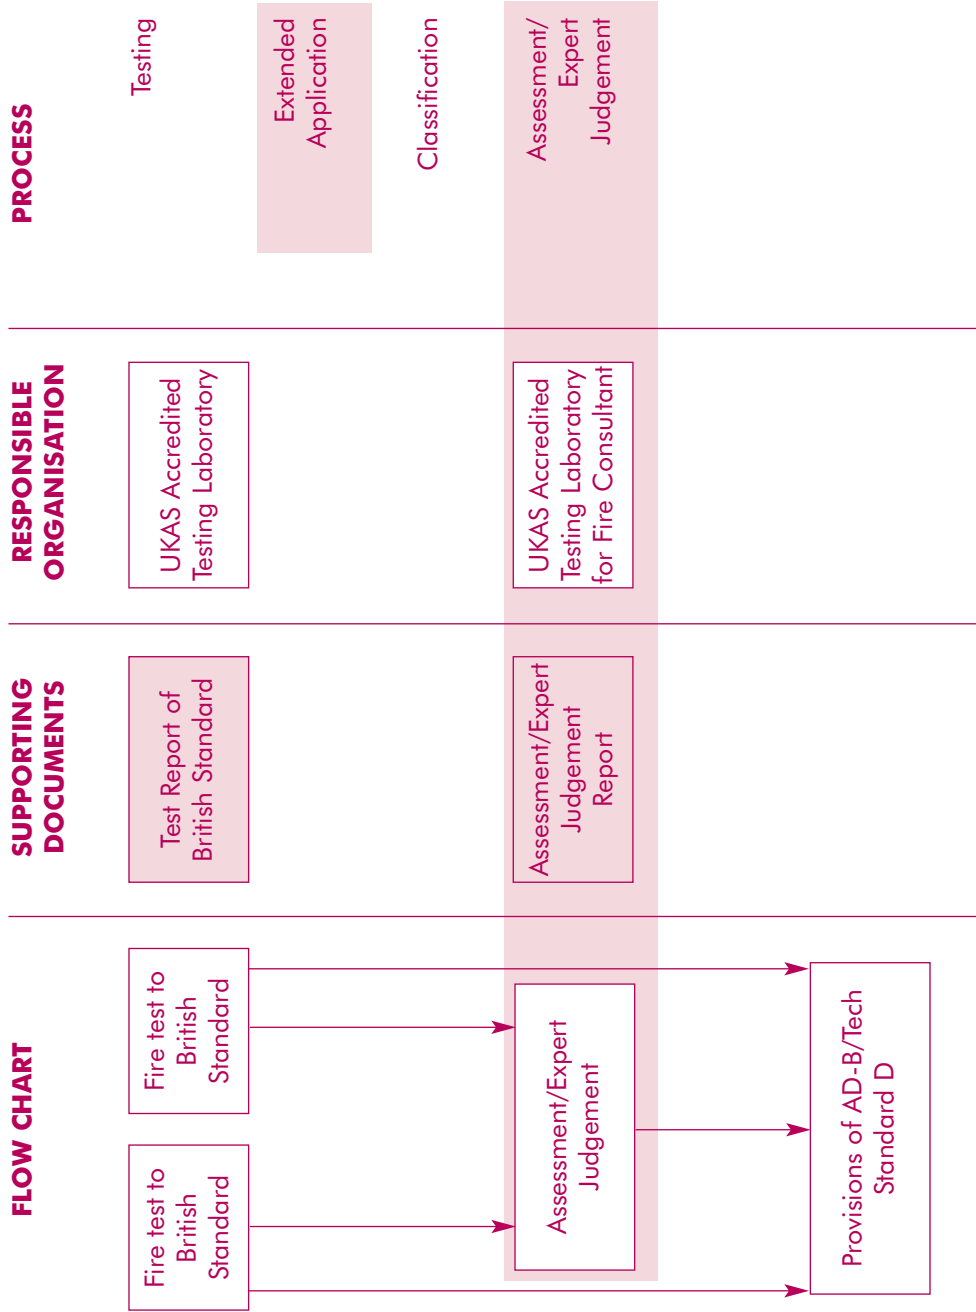 FLOW CHART
SUPPORTING
DOCUMENTS
RESPONSIBLE
ORGANISATION
PROCESS
Fire test to
British
Standard
Fire test to
British
Standard
Test Report of
British Standard
UKAS Accredited
Testing Laboratory
Testing
Extended
Application
Classification
Assessment/Expert
Judgement
Assessment/Expert
Judgement
Report
UKAS Accredited
Testing Laboratory
for Fire Consultant
Assessment/
Expert
Judgement
Provisions of AD-B/Tech
Standard D